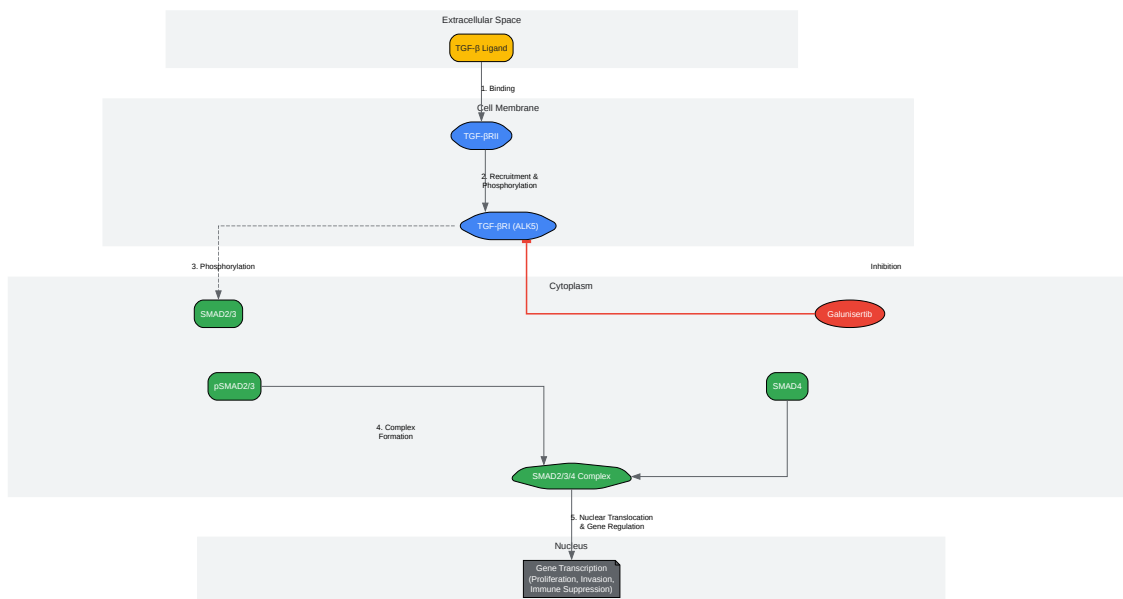 Extracellular Space
TGF-β Ligand
1. Binding
Cell Membrane
TGF-βRII
2. Recruitment &
Phosphorylation
TGF-βRI (ALK5)
3. Phosphorylation
Inhibition
Cytoplasm
SMAD2/3
Galunisertib
pSMAD2/3
SMAD4
4. Complex
Formation
SMAD2/3/4 Complex
5. Nuclear Translocation
& Gene Regulation
Nucleus
Gene Transcription
(Proliferation, Invasion,
Immune Suppression)